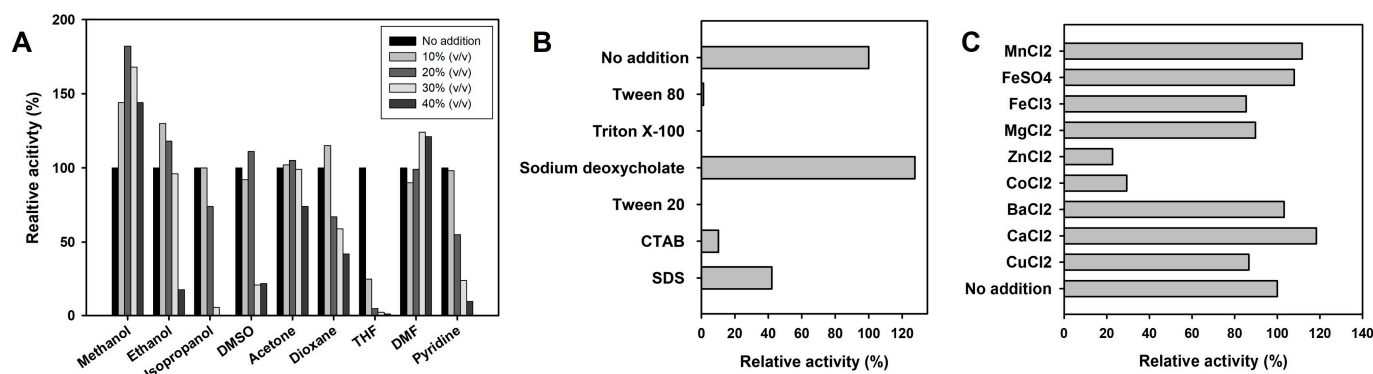 A
Realtive acitivty (%)
200
150
100
50
0
No addition
10% (v/v)
20% (v/v)
30% (v/v)
40% (v/v)
Methanol
Ethanol
Isopropanol
DMSO
Acetone
Dioxane
THF
DMF
Pyridine
B
No addition
Tween 80
Triton X-100
Sodium deoxycholate
Tween 20
CTAB
SDS
0 20 40 60 80 100 120
Relative activity (%)
C
MnCl2
FeSO4
FeCl3
MgCl2
ZnCl2
CoCl2
BaCl2
CaCl2
CuCl2
No addition
0 20 40 60 80 100 120 140
Relative activity (%)